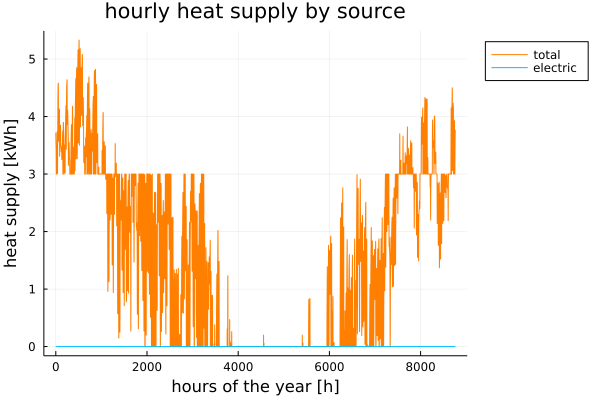 hourly heat supply by source
total
electric
heat supply [kWh]
5
4
3
2
1
0
0 2000 4000 6000 8000
hours of the year [h]